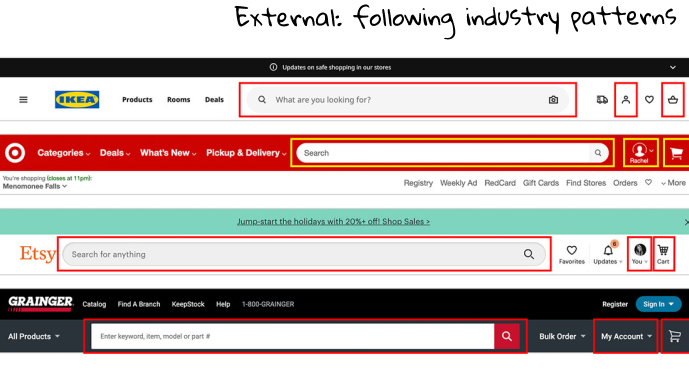 External: following industry patterns
Updates on safe shopping in our stores
IKEA Products Rooms Deals What are you looking for?
Categories Deals What's New Pickup & Delivery Search Rachel
You're shopping (closes at 11pm):
Menomonee Falls Registry Weekly Ad RedCard Gift Cards Find Stores Orders More
Jump-start the holidays with 20%+ off! Shop Sales >
Etsy Search for anything Favorites 6 Updates You Cart
GRAINGER. Catalog Find A Branch KeepStock Help 1-800-GRAINGER Register Sign In
All Products Enter keyword, item, model or part # Bulk Order My Account